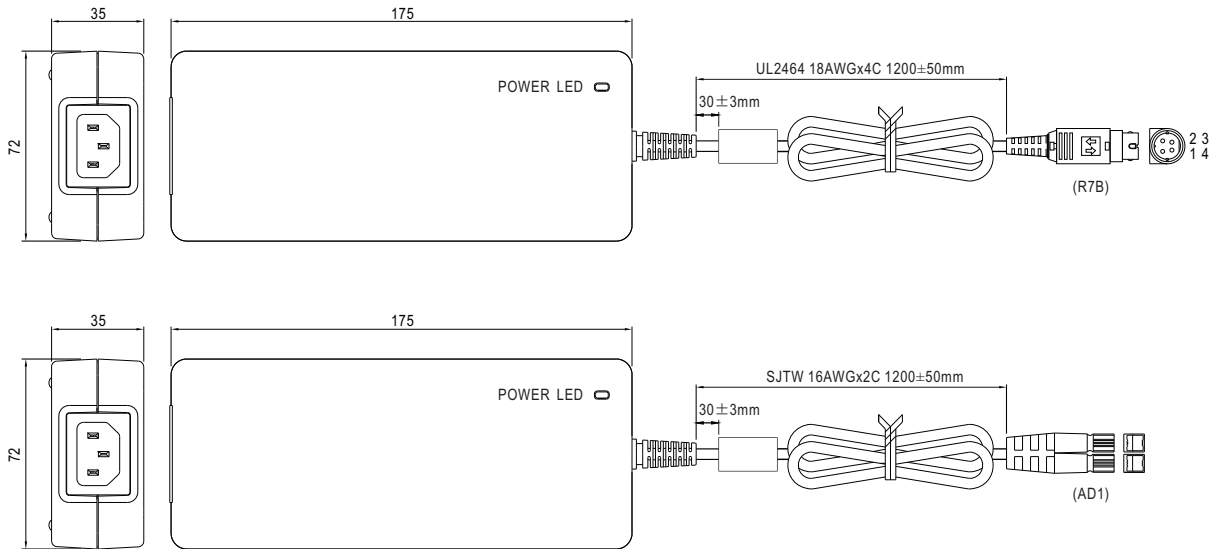 35
175
72
POWER LED
UL2464 18AWGx4C 1200±50mm
30±3mm
2 3
1 4
(R7B)
35
175
72
POWER LED
SJTW 16AWGx2C 1200±50mm
30±3mm
(AD1)